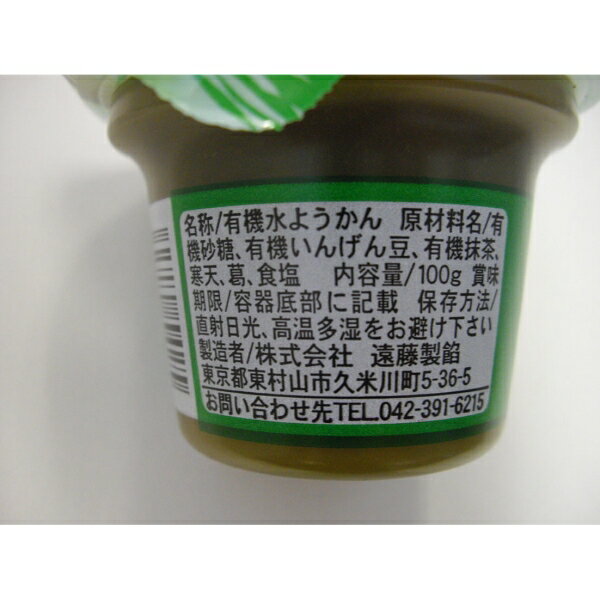 名称/有機水ようかん 原材料名/有
機砂糖、有機いんげん豆、有機抹茶、
寒天、葛、食塩 内容量/100g 賞味
期限/容器底部に記載 保存方法/
直射日光、高温多湿をお避け下さい
製造者/株式会社 遠藤製餡
東京都東村山市久米川町5-36-5
お問い合わせ先TEL.042-391-6215